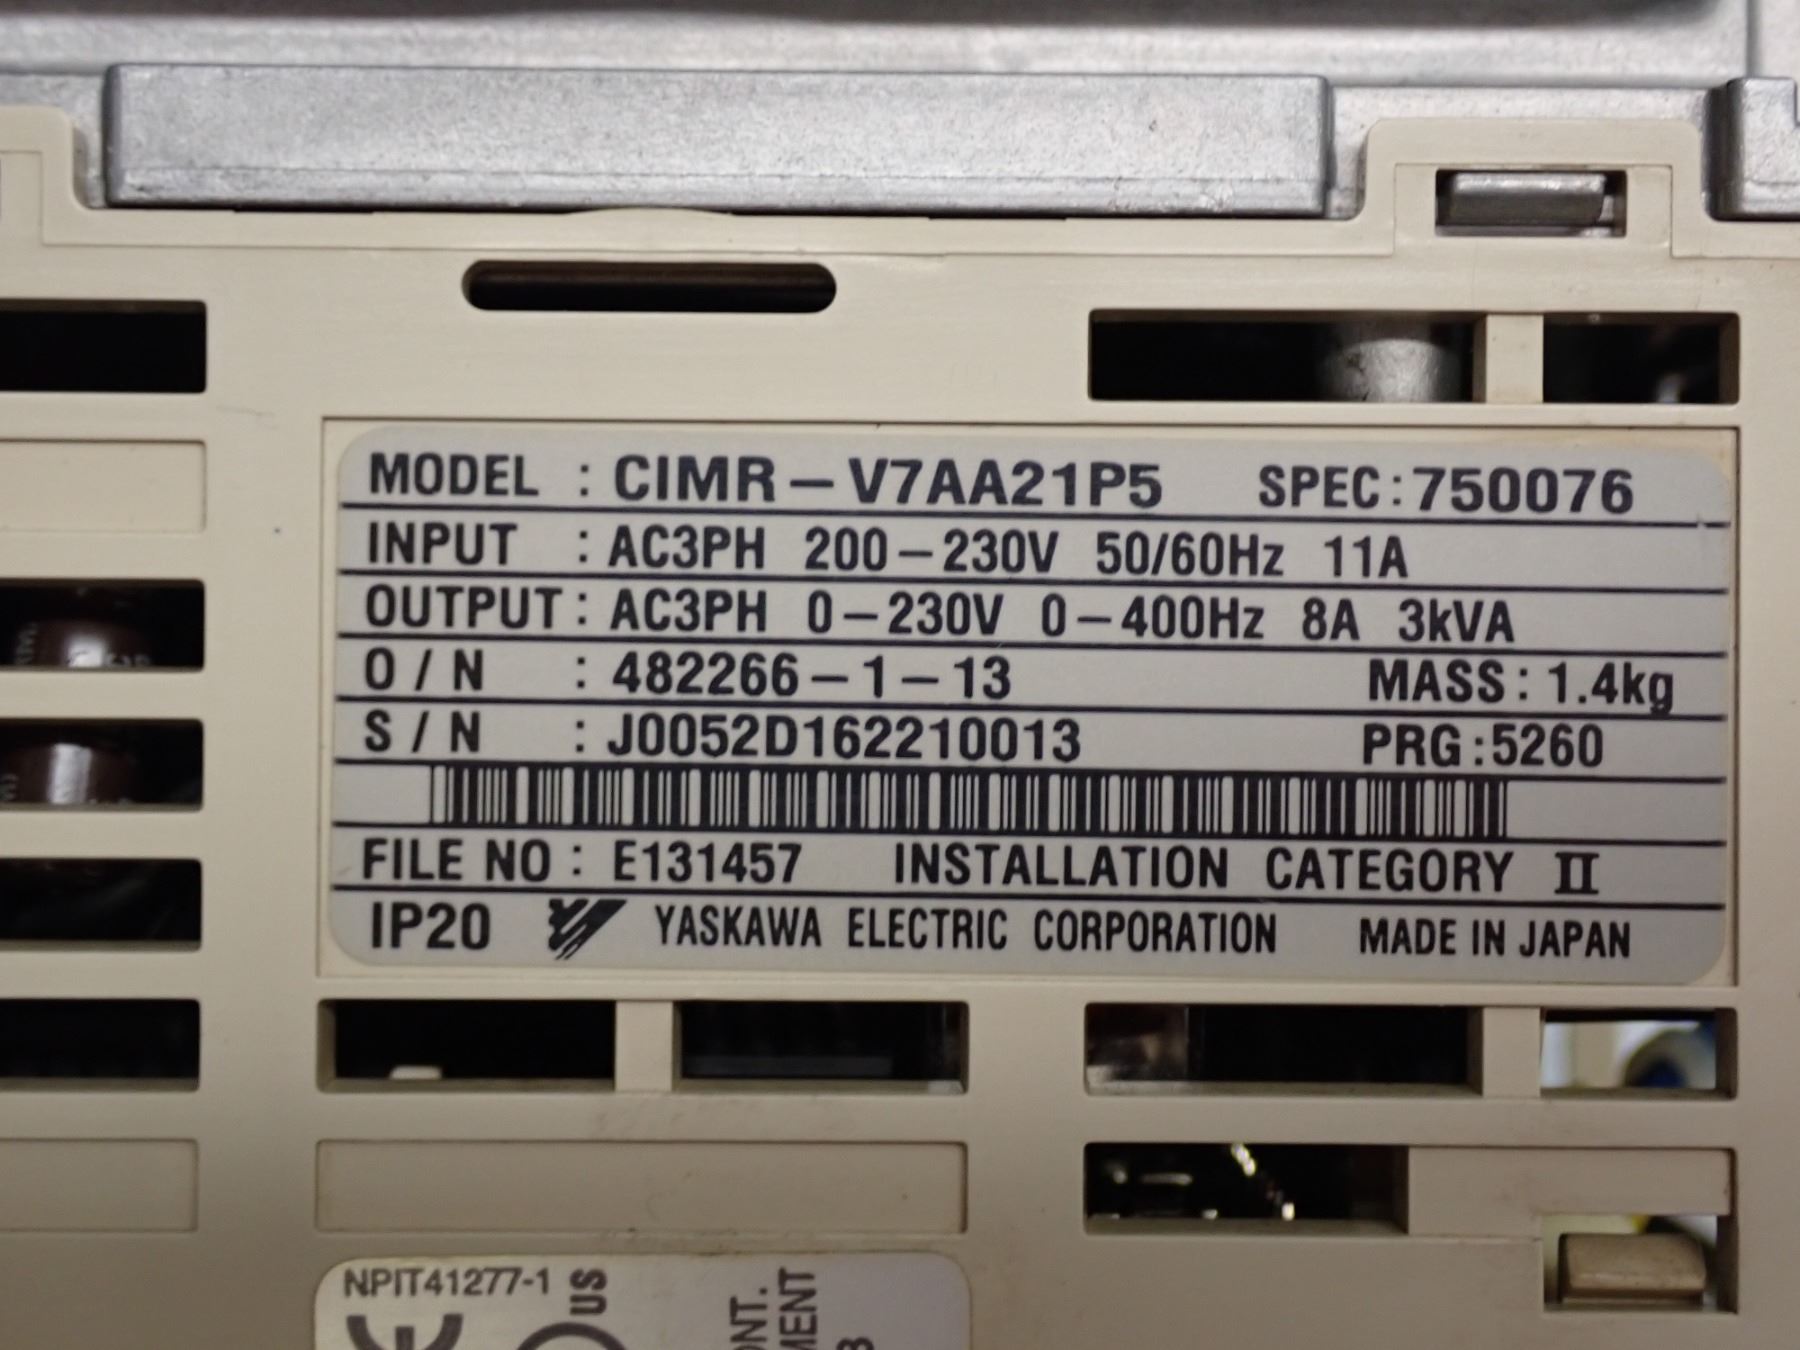 MODEL : CIMR-V7AA21P5 SPEC:750076
INPUT : AC3PH 200-230V 50/60Hz 11A
OUTPUT : AC3PH 0-230V 0-400Hz 8A 3kVA
O / N : 482266-1-13 MASS : 1.4kg
S / N : J0052D162210013 PRG : 5260
FILE NO : E131457 INSTALLATION CATEGORY II
IP20 YASKAWA ELECTRIC CORPORATION MADE IN JAPAN
NPIT41277-1
CE
US